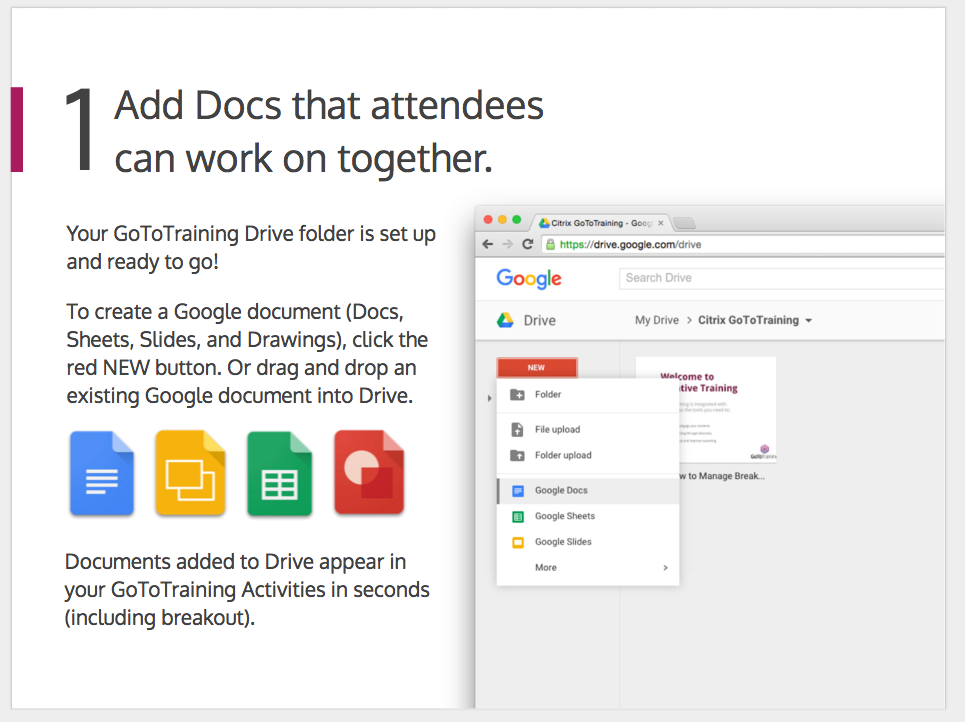 1
Add Docs that attendees
can work on together.
Your GoToTraining Drive folder is set up
and ready to go!
To create a Google document (Docs,
Sheets, Slides, and Drawings), click the
red NEW button. Or drag and drop an
existing Google document into Drive.
Documents added to Drive appear in
your GoToTraining Activities in seconds
(including breakout).
Citrix GoToTraining - Goog
https://drive.google.com/drive
Google
Search Drive
Drive
My Drive > Citrix GoToTraining
NEW
Folder
File upload
Folder upload
Google Docs
Google Sheets
Google Slides
More
Welcome to
ative Training
w to Manage Break...